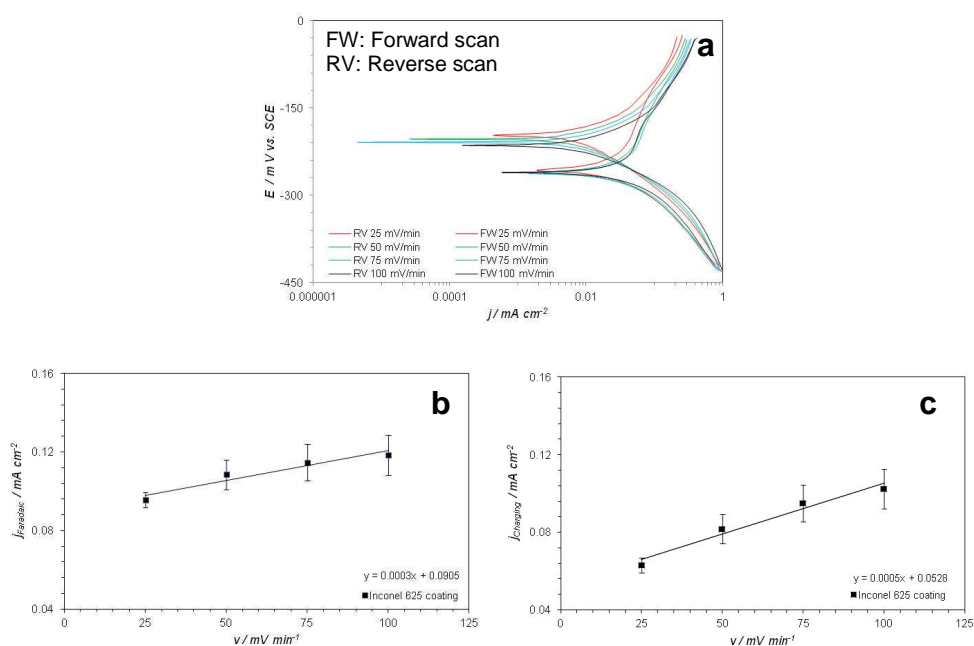 FW: Forward scan
RV: Reverse scan
a
0
-150
-300
-450
E / m V vs. SCE
RV 25 mV/min
FW 25 mV/min
RV 50 mV/min
FW 50 mV/min
RV 75 mV/min
FW 75 mV/min
RV 100 mV/min
FW 100 mV/min
0.000001
0.0001
0.01
1
j / mA cm-2
b
0.16
0.12
0.08
0.04
jFaradaic / mA cm-2
y = 0.0003x + 0.0905
Inconel 625 coating
0
25
50
75
100
125
v / mV min-1
c
0.16
0.12
0.08
0.04
jCharging / mA cm-2
y = 0.0005x + 0.0528
Inconel 625 coating
0
25
50
75
100
125
v / mV min-1